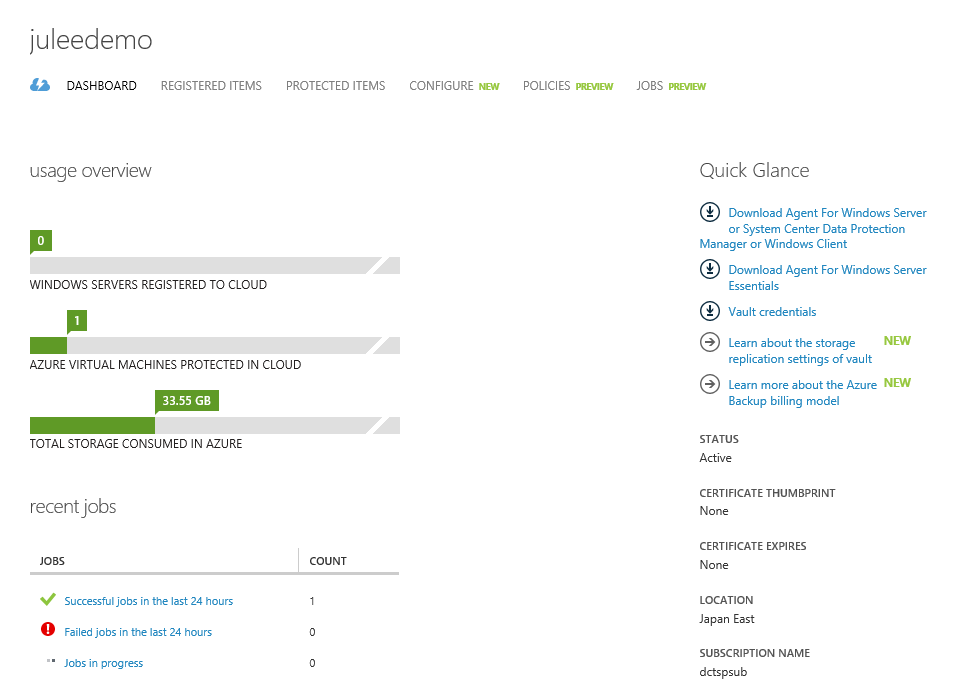 juleedemo
DASHBOARD REGISTERED ITEMS PROTECTED ITEMS CONFIGURE NEW POLICIES PREVIEW JOBS PREVIEW
usage overview
0
WINDOWS SERVERS REGISTERED TO CLOUD
1
AZURE VIRTUAL MACHINES PROTECTED IN CLOUD
33.55 GB
TOTAL STORAGE CONSUMED IN AZURE
recent jobs
JOBS COUNT
Successful jobs in the last 24 hours 1
Failed jobs in the last 24 hours 0
Jobs in progress 0
Quick Glance
Download Agent For Windows Server
or System Center Data Protection
Manager or Windows Client
Download Agent For Windows Server
Essentials
Vault credentials
Learn about the storage NEW
replication settings of vault
Learn more about the Azure NEW
Backup billing model
STATUS
Active
CERTIFICATE THUMBPRINT
None
CERTIFICATE EXPIRES
None
LOCATION
Japan East
SUBSCRIPTION NAME
dctspsub